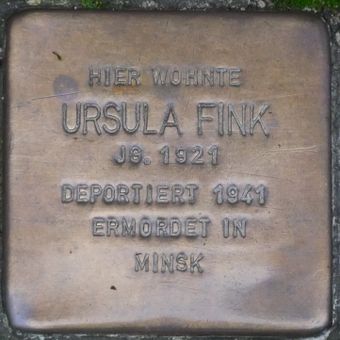 HIER WOHNTE
URSULA FINK
JG. 1921
DEPORTIERT 1941
ERMORDET IN
MINSK